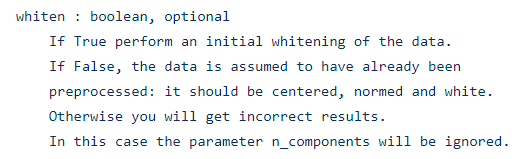 whiten : boolean, optional
If True perform an initial whitening of the data.
If False, the data is assumed to have already been
preprocessed: it should be centered, normed and white.
Otherwise you will get incorrect results.
In this case the parameter n_components will be ignored.